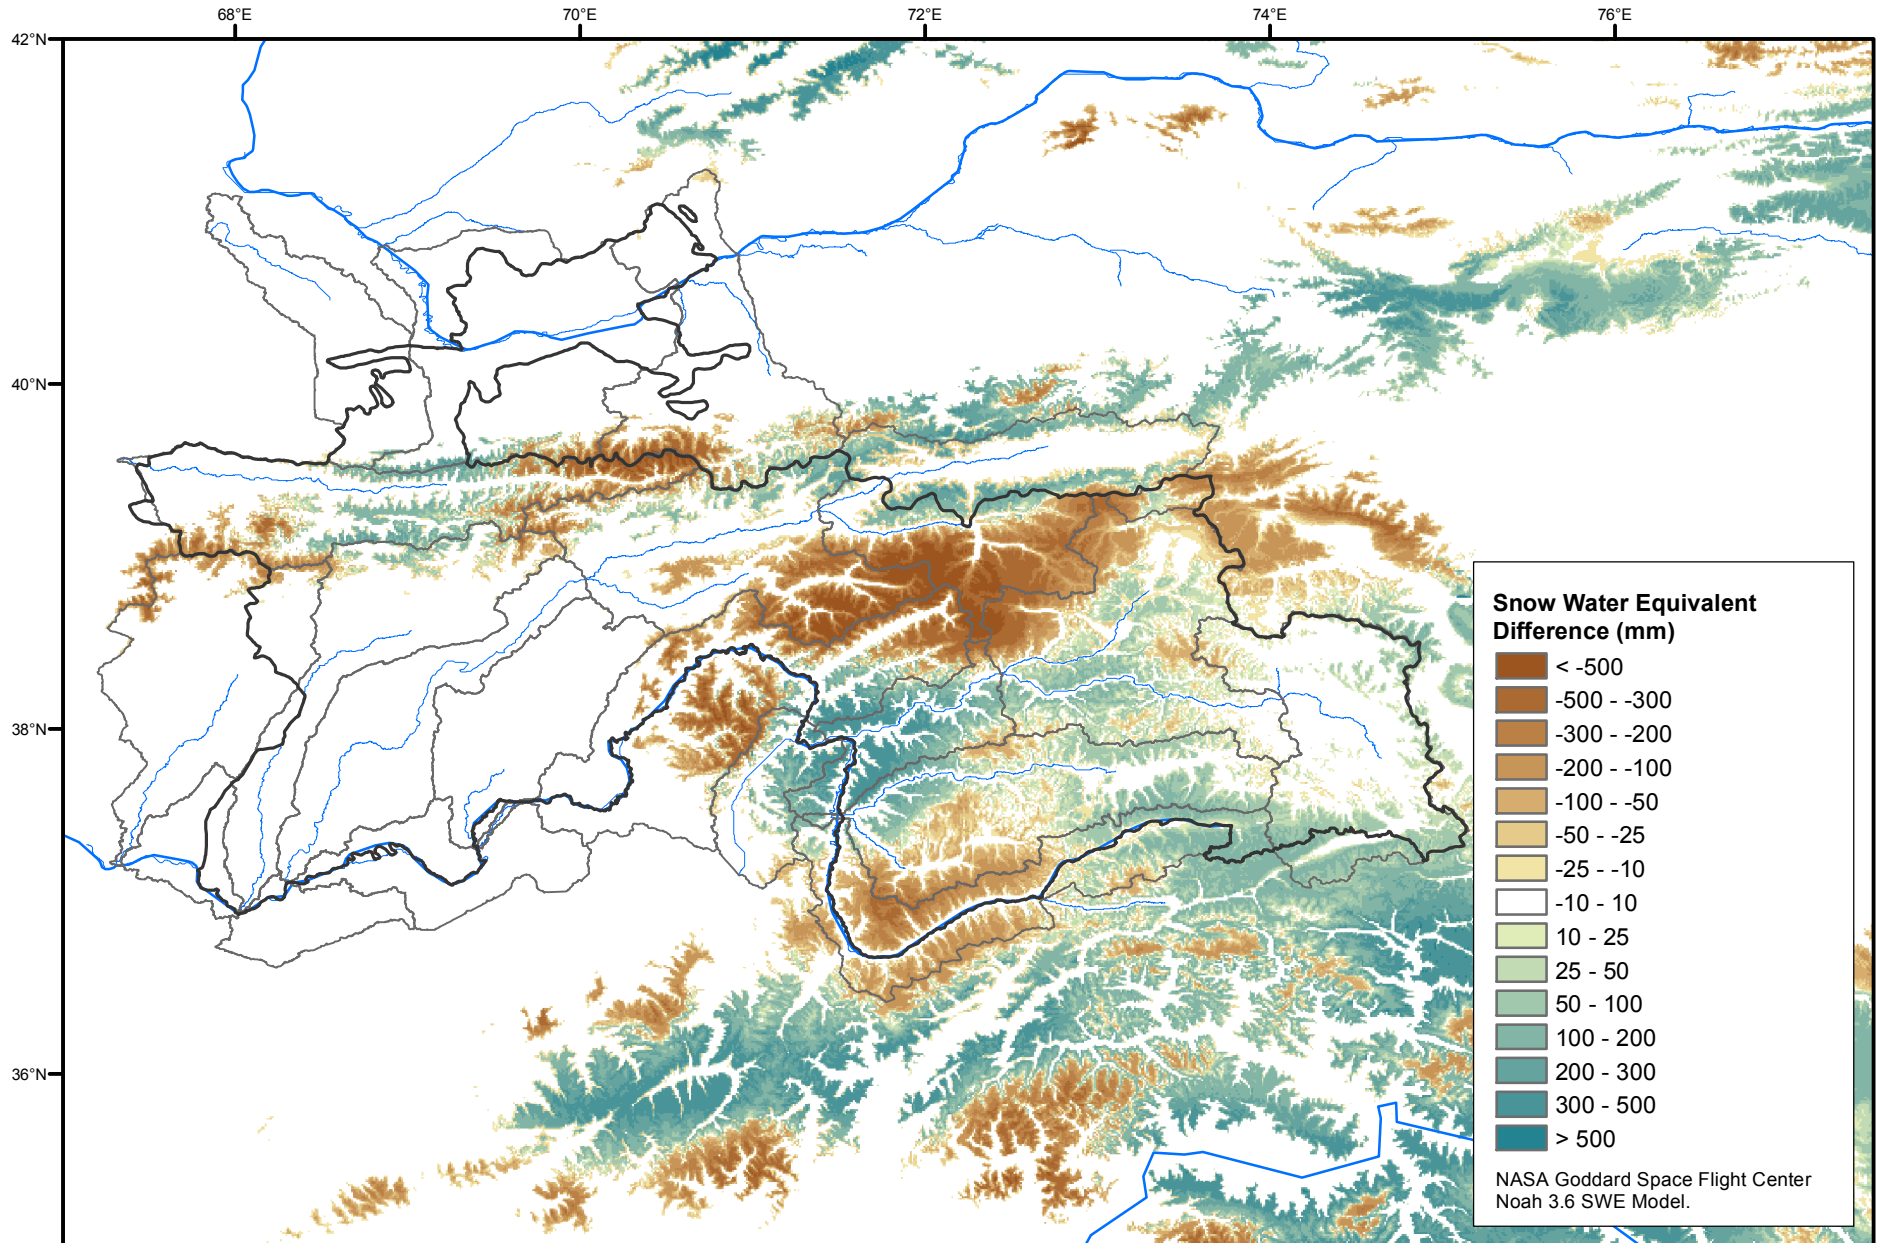 68°E 70°E 72°E 74°E 76°E
42°N
40°N
38°N
36°N
Snow Water Equivalent
Difference (mm)
< -500
-500 - -300
-300 - -200
-200 - -100
-100 - -50
-50 - -25
-25 - -10
-10 - 10
10 - 25
25 - 50
50 - 100
100 - 200
200 - 300
300 - 500
> 500
NASA Goddard Space Flight Center
Noah 3.6 SWE Model.